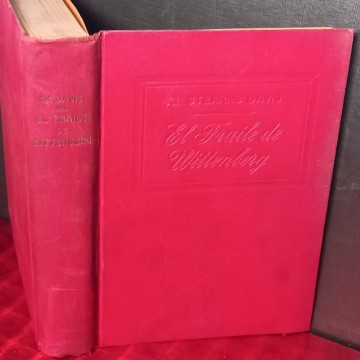 S. DAVIS
EL FRAILE
DE
WITTENBERG
STEARNS DAVIS
El Fraile de
Wittenberg